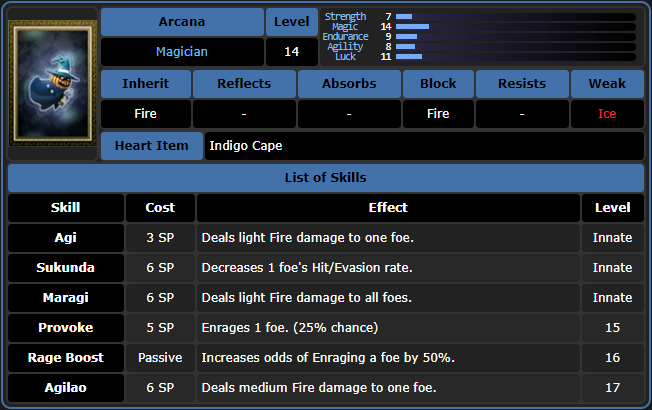 Arcana Level
Magician 14
Strength 7
Magic 14
Endurance 9
Agility 8
Luck 11
Inherit Reflects Absorbs Block Resists Weak
Fire - - Fire - Ice
Heart Item Indigo Cape
List of Skills
Skill Cost Effect Level
Agi 3 SP Deals light Fire damage to one foe. Innate
Sukunda 6 SP Decreases 1 foe's Hit/Evasion rate. Innate
Maragi 6 SP Deals light Fire damage to all foes. Innate
Provoke 5 SP Enrages 1 foe. (25% chance) 15
Rage Boost Passive Increases odds of Enraging a foe by 50%. 16
Agilao 6 SP Deals medium Fire damage to one foe. 17